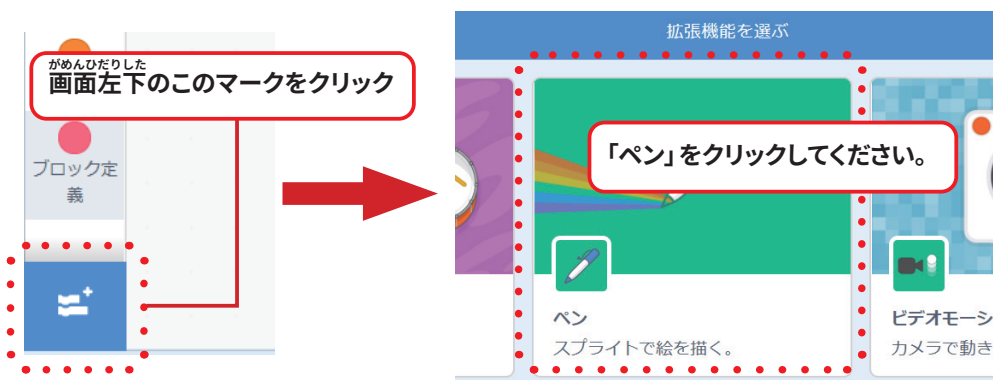 がめんひだりした
画面左下のこのマークをクリック
ブロック定
義
拡張機能を選ぶ
「ペン」をクリックしてください。
ペン
スプライトで絵を描く。
ビデオモーシ
カメラで動き